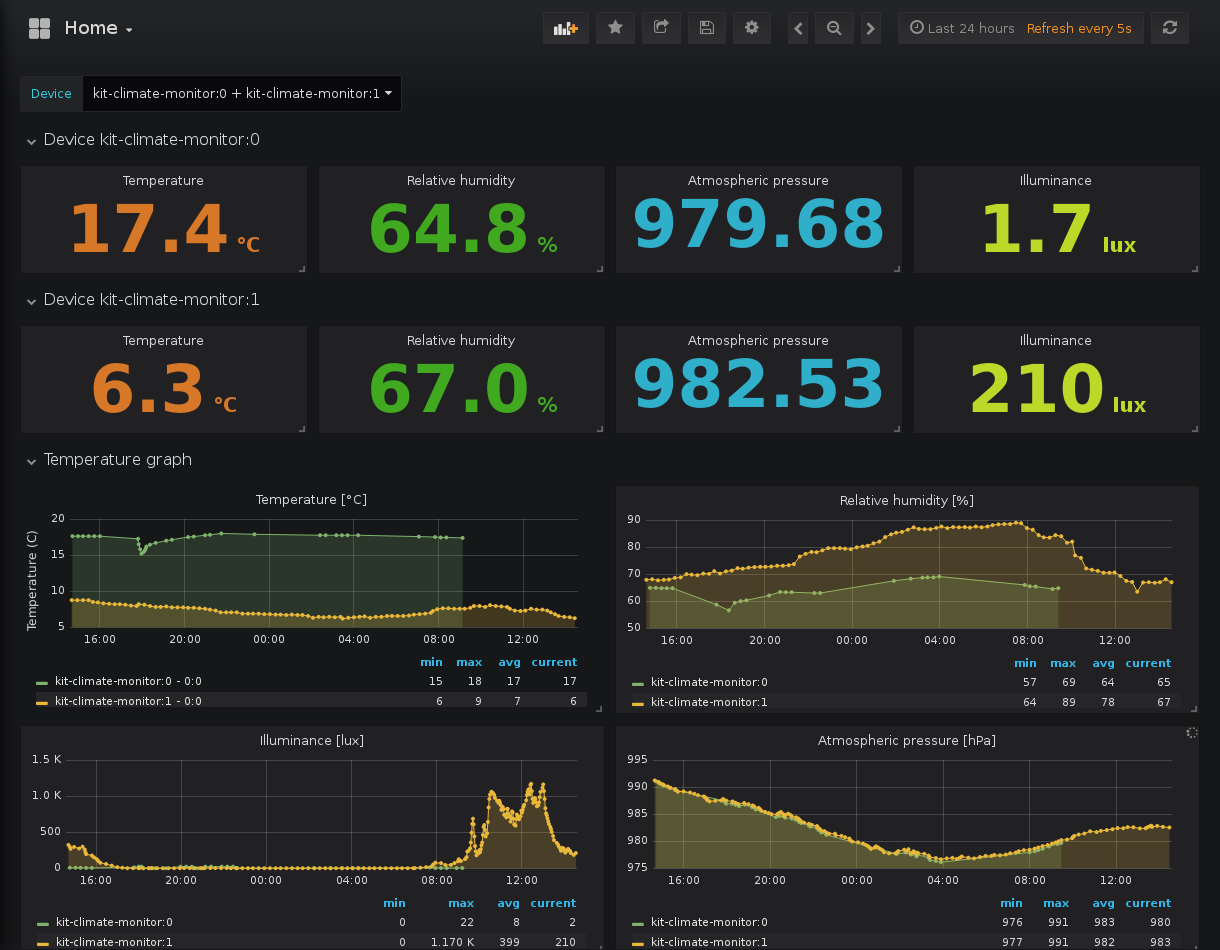 Home
Last 24 hours Refresh every 5s
Device kit-climate-monitor:0 + kit-climate-monitor:1
Device kit-climate-monitor:0
Temperature Relative humidity Atmospheric pressure Illuminance
17.4 °C 64.8 % 979.68 1.7 lux
Device kit-climate-monitor:1
Temperature Relative humidity Atmospheric pressure Illuminance
6.3 °C 67.0 % 982.53 210 lux
Temperature graph
Temperature [°C]
Temperature (C)
20
15
10
5
16:00 20:00 00:00 04:00 08:00 12:00
min max avg current
kit-climate-monitor:0 - 0:0 15 18 17 17
kit-climate-monitor:1 - 0:0 6 9 7 6
Relative humidity [%]
90
80
70
60
50
16:00 20:00 00:00 04:00 08:00 12:00
min max avg current
kit-climate-monitor:0 57 69 64 65
kit-climate-monitor:1 64 89 78 67
Illuminance [lux]
1.5 K
1.0 K
500
0
16:00 20:00 00:00 04:00 08:00 12:00
min max avg current
kit-climate-monitor:0 0 22 8 2
kit-climate-monitor:1 0 1.170 K 399 210
Atmospheric pressure [hPa]
995
990
985
980
975
16:00 20:00 00:00 04:00 08:00 12:00
min max avg current
kit-climate-monitor:0 976 991 983 980
kit-climate-monitor:1 977 991 982 983